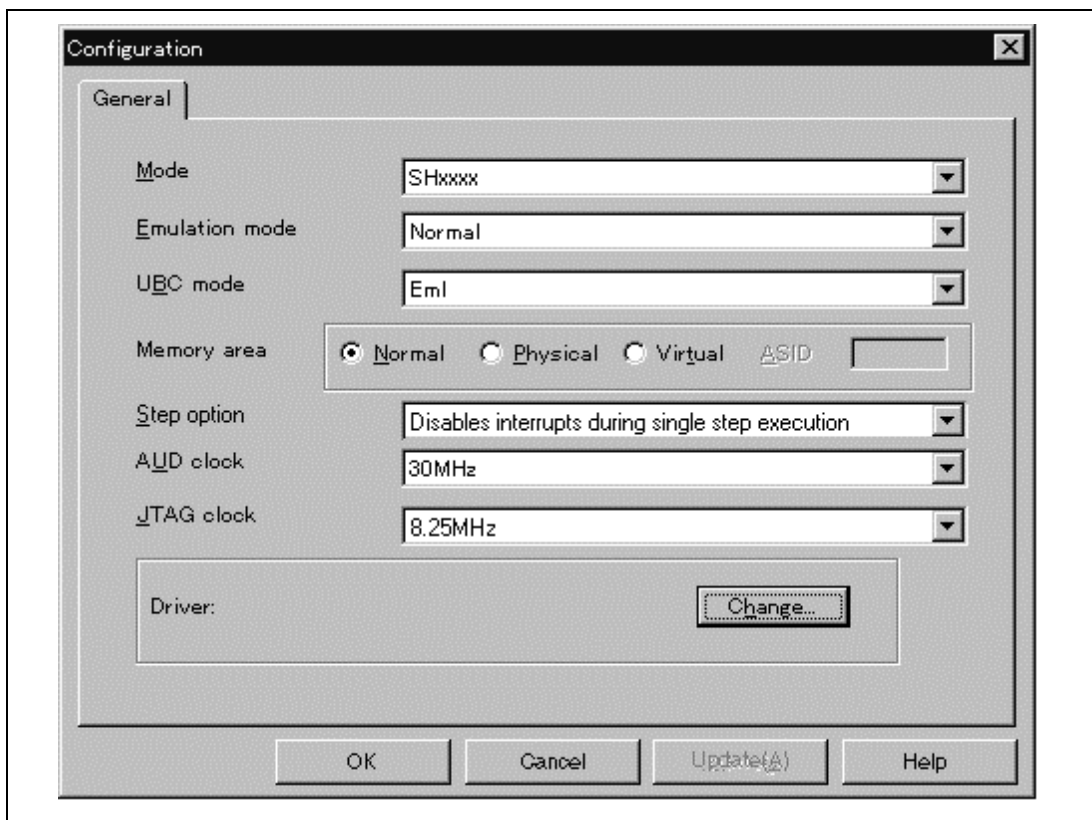 Configuration
General
Mode SHxxxx
Emulation mode Normal
UBC mode Eml
Memory area Normal Physical Virtual ASID
Step option Disables interrupts during single step execution
AUD clock 30MHz
JTAG clock 8.25MHz
Driver: Change...
OK Cancel Update(A) Help